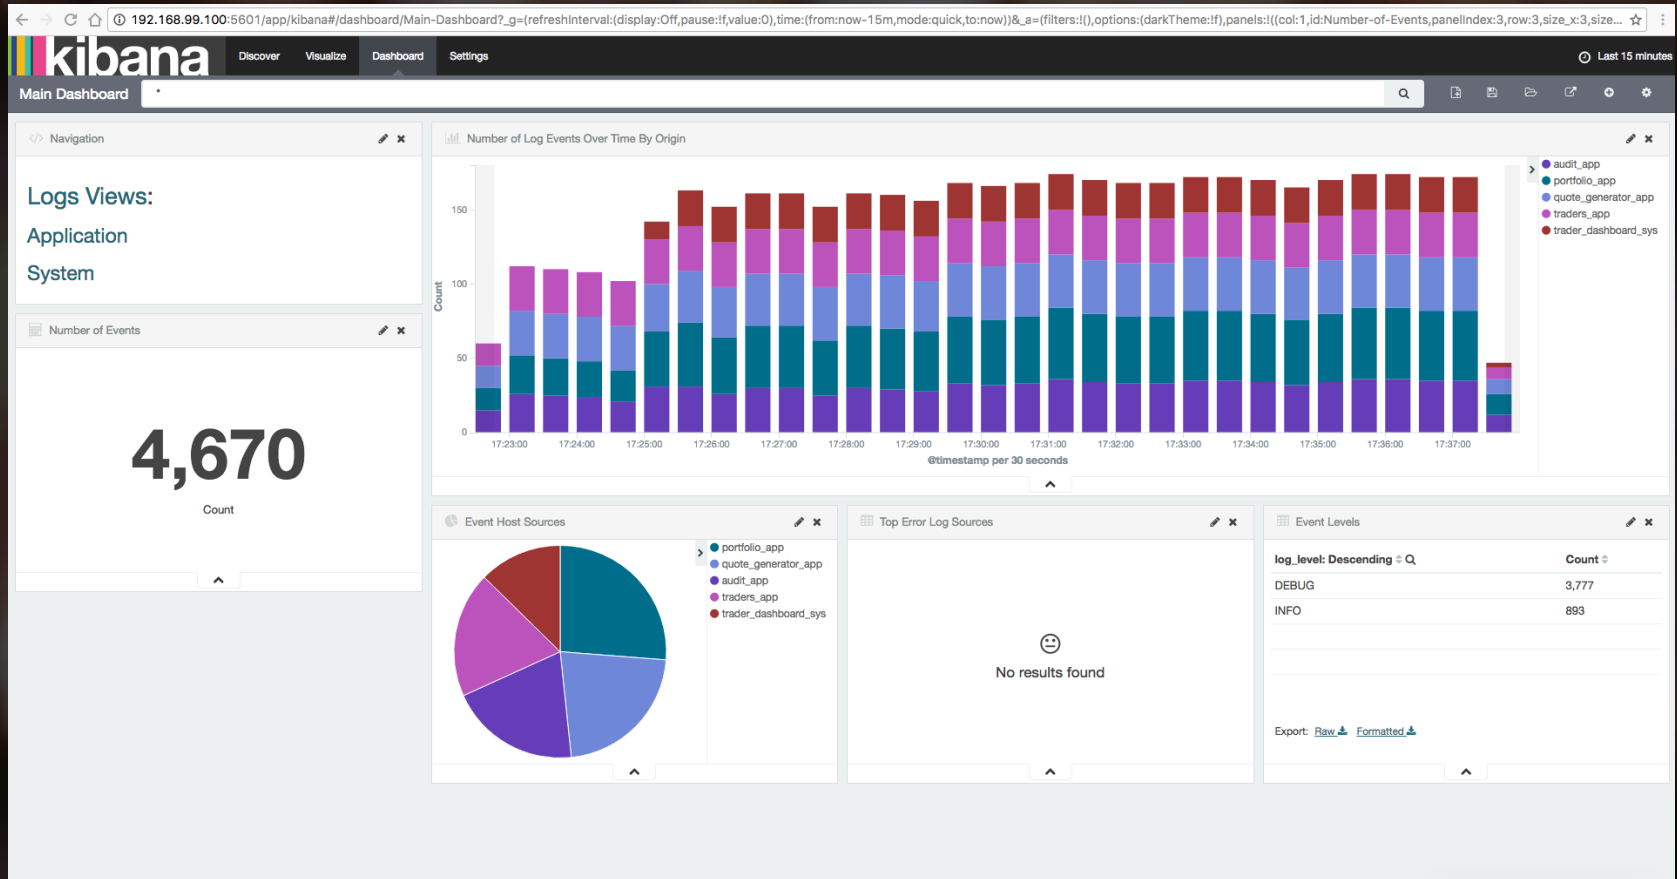 192.168.99.100:5601/app/kibana#/dashboard/Main-Dashboard?_g=(refreshInterval:(display:Off,pause:!f,value:0),time:(from:now-15m,mode:quick,to:now))&_a=(filters:!(),options:(darkTheme:!f),panels:!((col:1,id:Number-of-Events,panelIndex:3,row:3,size_x:3,size...
kibana
Discover Visualize Dashboard Settings
Last 15 minutes
Main Dashboard
*
</> Navigation
Logs Views:
Application
System
Number of Events
4,670
Count
Number of Log Events Over Time By Origin
Count
150
100
50
0
17:23:00 17:24:00 17:25:00 17:26:00 17:27:00 17:28:00 17:29:00 17:30:00 17:31:00 17:32:00 17:33:00 17:34:00 17:35:00 17:36:00 17:37:00
@timestamp per 30 seconds
audit_app
portfolio_app
quote_generator_app
traders_app
trader_dashboard_sys
Event Host Sources
portfolio_app
quote_generator_app
audit_app
traders_app
trader_dashboard_sys
Top Error Log Sources
No results found
Event Levels
log_level: Descending Count
DEBUG 3,777
INFO 893
Export: Raw Formatted